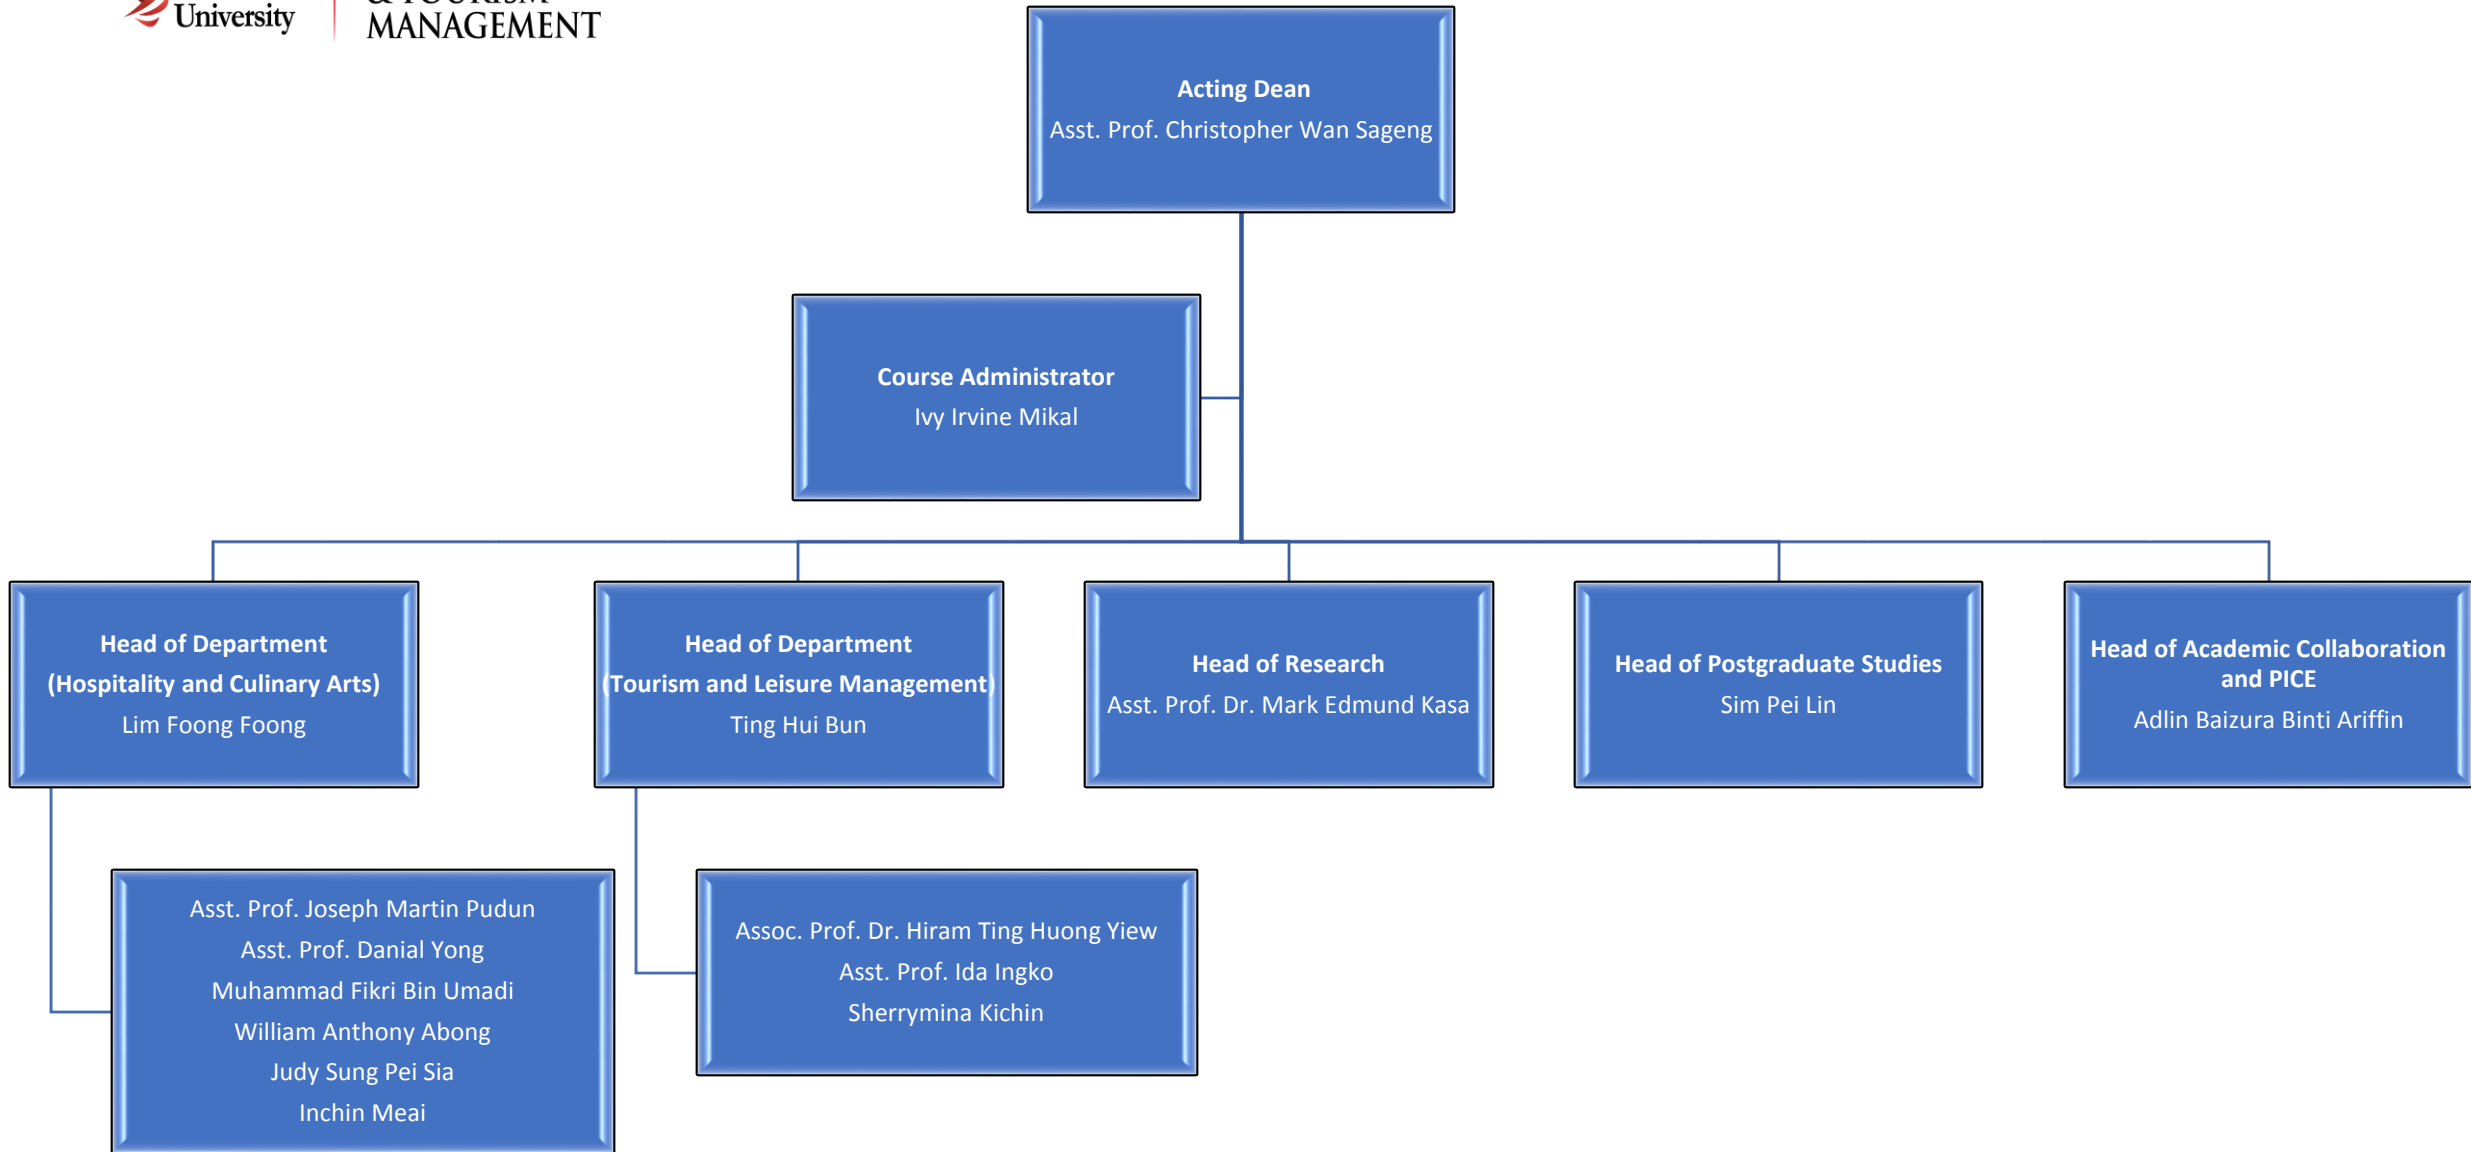 University
& TOURISM
MANAGEMENT
Acting Dean
Asst. Prof. Christopher Wan Sageng
Course Administrator
Ivy Irvine Mikal
Head of Department
(Hospitality and Culinary Arts)
Lim Foong Foong
Head of Department
(Tourism and Leisure Management)
Ting Hui Bun
Head of Research
Asst. Prof. Dr. Mark Edmund Kasa
Head of Postgraduate Studies
Sim Pei Lin
Head of Academic Collaboration
and PICE
Adlin Baizura Binti Ariffin
Asst. Prof. Joseph Martin Pudun
Asst. Prof. Danial Yong
Muhammad Fikri Bin Umadi
William Anthony Abong
Judy Sung Pei Sia
Inchin Meai
Assoc. Prof. Dr. Hiram Ting Huong Yiew
Asst. Prof. Ida Ingko
Sherrymina Kichin